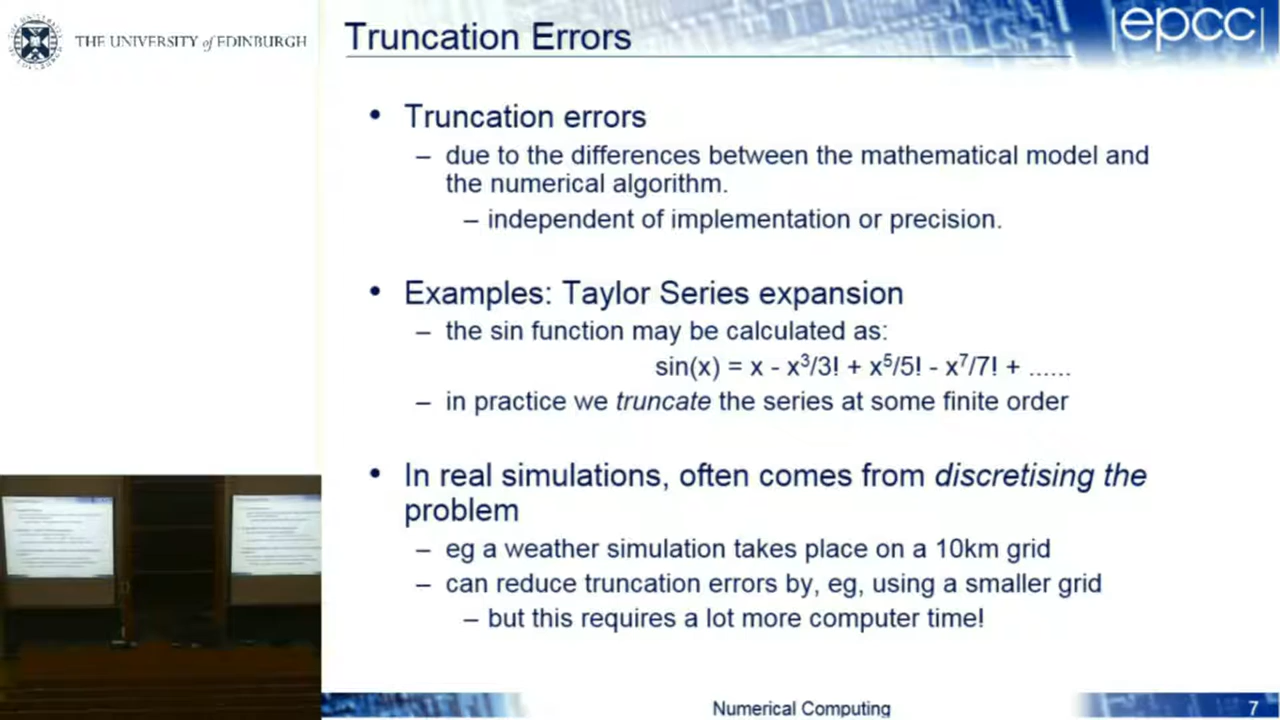 THE UNIVERSITY of EDINBURGH
Truncation Errors
|epcc|
• Truncation errors
– due to the differences between the mathematical model and
the numerical algorithm.
– independent of implementation or precision.
• Examples: Taylor Series expansion
– the sin function may be calculated as:
sin(x) = x - x³/3! + x⁵/5! - x⁷/7! + ......
– in practice we truncate the series at some finite order
• In real simulations, often comes from discretising the
problem
– eg a weather simulation takes place on a 10km grid
– can reduce truncation errors by, eg, using a smaller grid
– but this requires a lot more computer time!
Numerical Computing
7